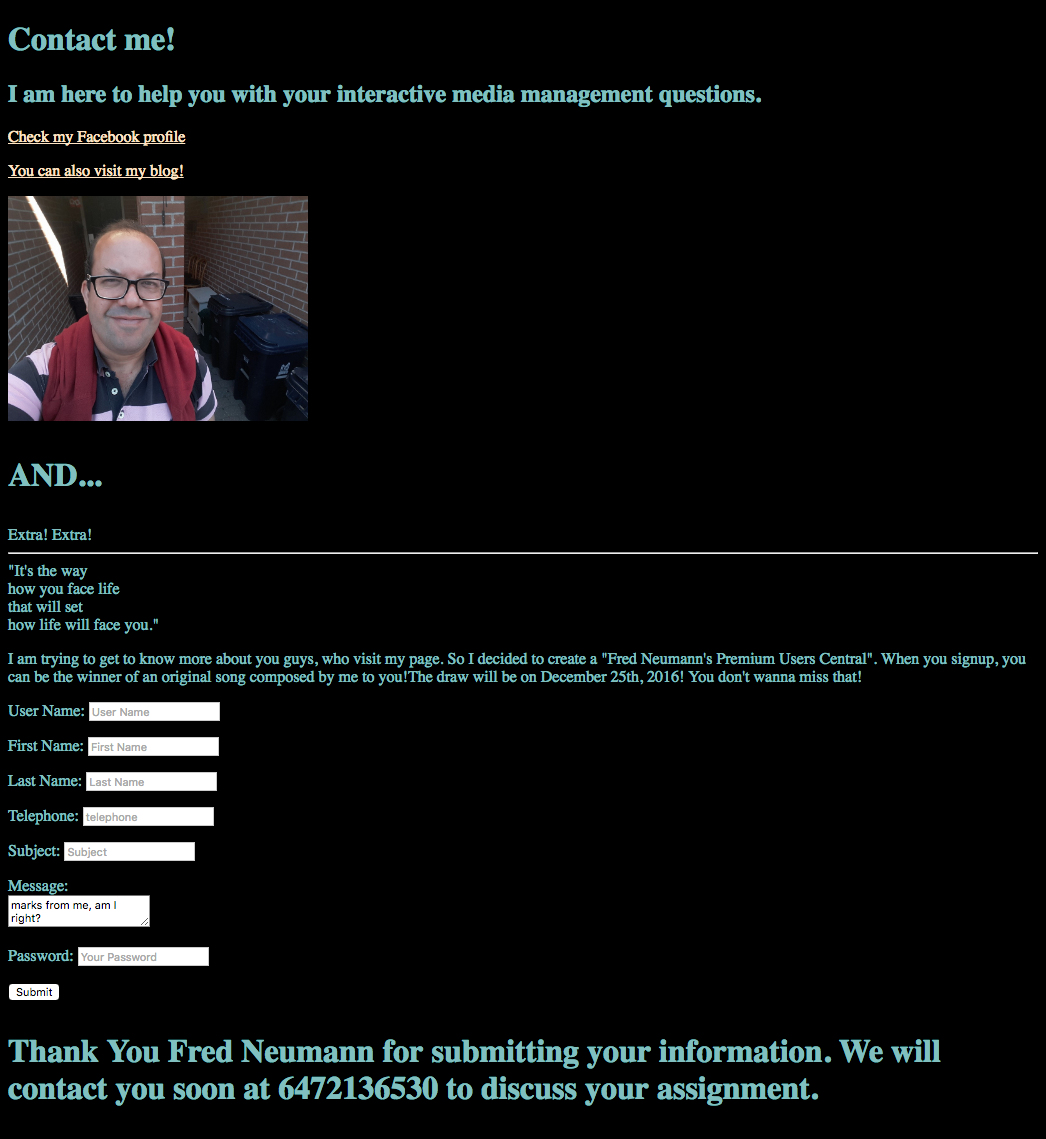 Contact me!
I am here to help you with your interactive media management questions.
Check my Facebook profile
You can also visit my blog!
AND...
Extra! Extra!
"It's the way
how you face life
that will set
how life will face you."
I am trying to get to know more about you guys, who visit my page. So I decided to create a "Fred Neumann's Premium Users Central". When you signup, you
can be the winner of an original song composed by me to you!The draw will be on December 25th, 2016! You don't wanna miss that!
User Name: User Name
First Name: First Name
Last Name: Last Name
Telephone: telephone
Subject: Subject
Message:
marks from me, am I
right?
Password: Your Password
Submit
Thank You Fred Neumann for submitting your information. We will
contact you soon at 6472136530 to discuss your assignment.